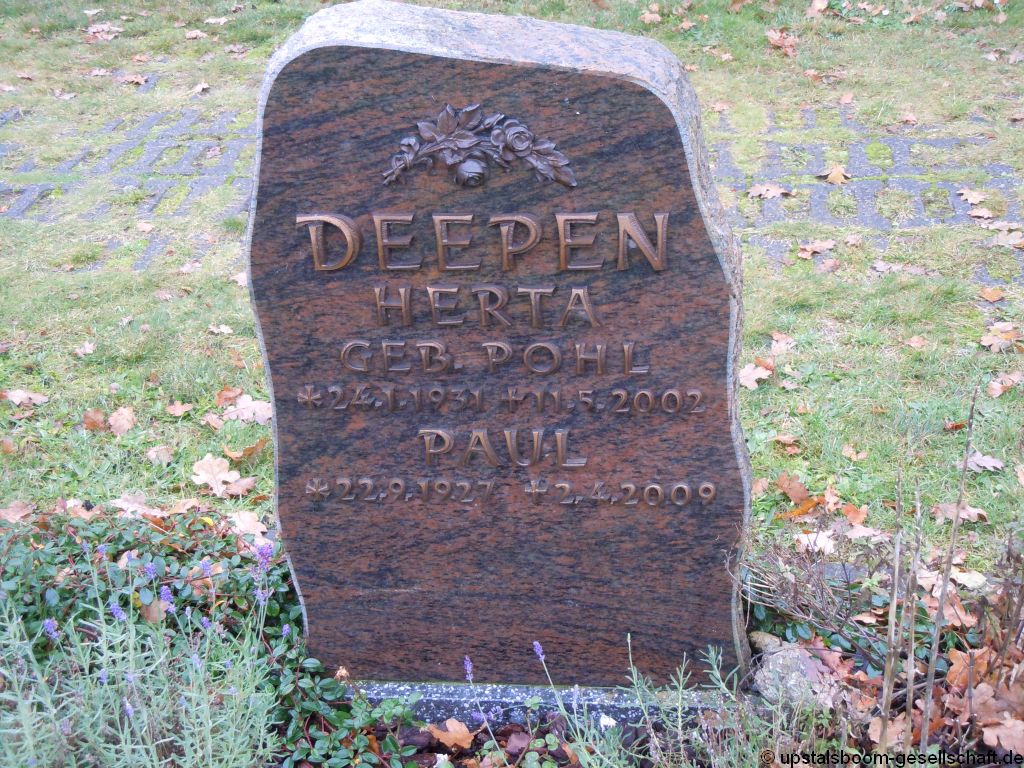 DEEPEN
HERTA
GEB. POHL
*24.1.1931 †11.5.2002
PAUL
*22.9.1927 †2.4.2009
© upstalsboom-gesellschaft.de